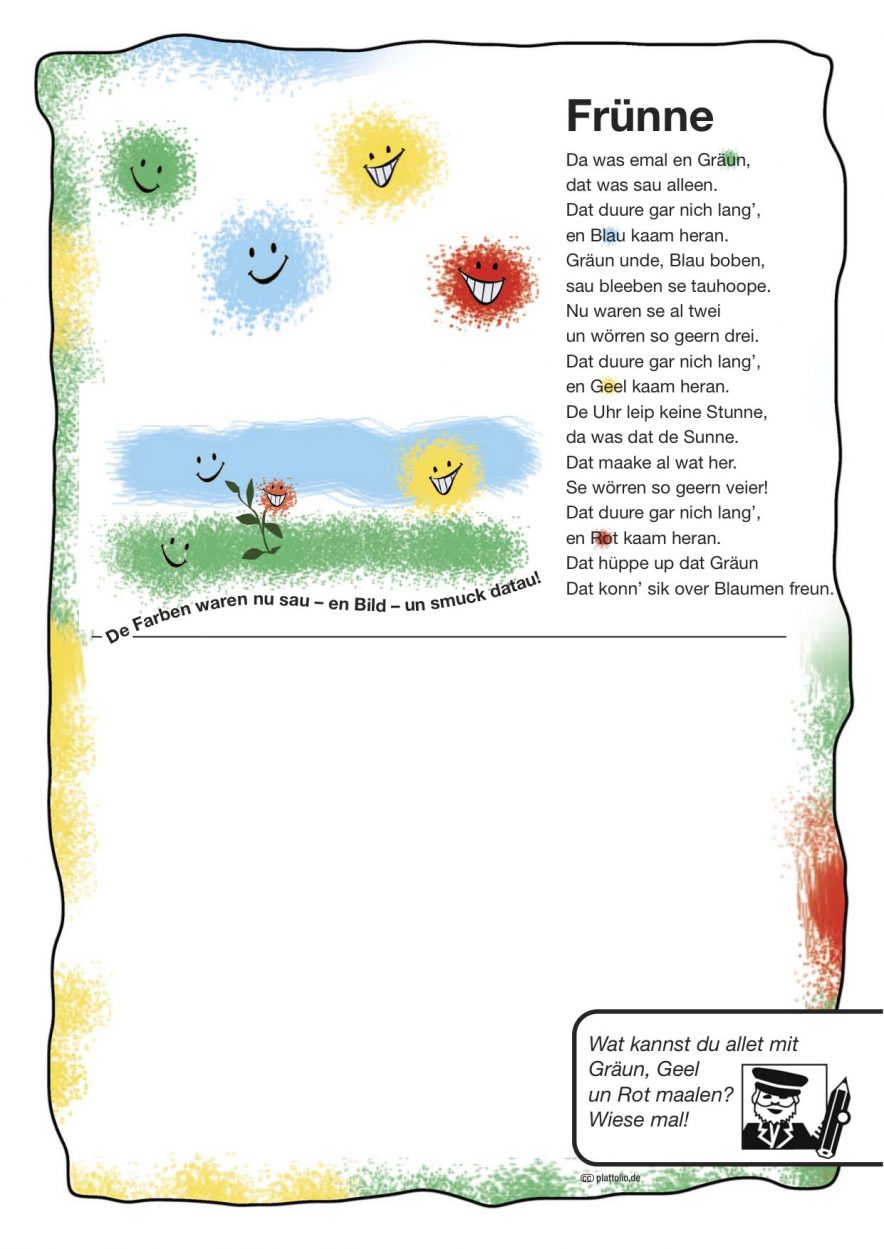 Frünne
Da was emal en Gräun,
dat was sau alleen.
Dat duure gar nich lang’,
en Blau kaam heran.
Gräun unde, Blau boben,
sau bleeben se tauhoope.
Nu waren se al twei
un wörren so geern drei.
Dat duure gar nich lang’,
en Geel kaam heran.
De Uhr leip keine Stunne,
da was dat de Sunne.
Dat maake al wat her.
Se wörren so geern veier!
Dat duure gar nich lang’,
en Rot kaam heran.
Dat hüppe up dat Gräun
Dat konn’ sik over Blaumen freun.
De Farben waren nu sau – en Bild – un smuck datau!
Wat kannst du allet mit
Gräun, Geel
un Rot maalen?
Wiese mal!
cc plattolio.de